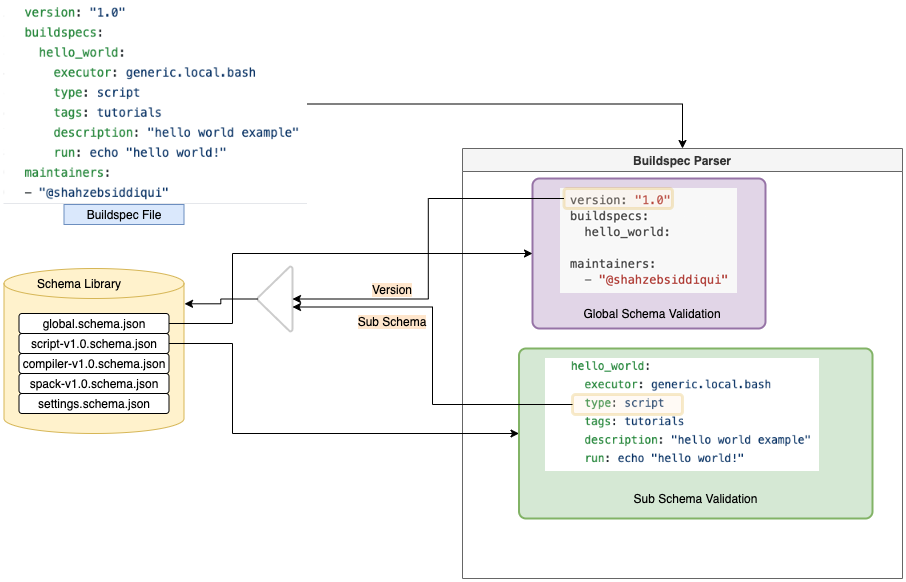 version: "1.0"
buildspecs:
  hello_world:
    executor: generic.local.bash
    type: script
    tags: tutorials
    description: "hello world example"
    run: echo "hello world!"
maintainers:
- "@shahzebsiddiqui"
Buildspec File
Buildspec Parser
version: "1.0"
buildspecs:
  hello_world:
maintainers:
  - "@shahzebsiddiqui"
Global Schema Validation
Schema Library
global.schema.json
script-v1.0.schema.json
compiler-v1.0.schema.json
spack-v1.0.schema.json
settings.schema.json
Version
Sub Schema
hello_world:
  executor: generic.local.bash
  type: script
  tags: tutorials
  description: "hello world example"
  run: echo "hello world!"
Sub Schema Validation